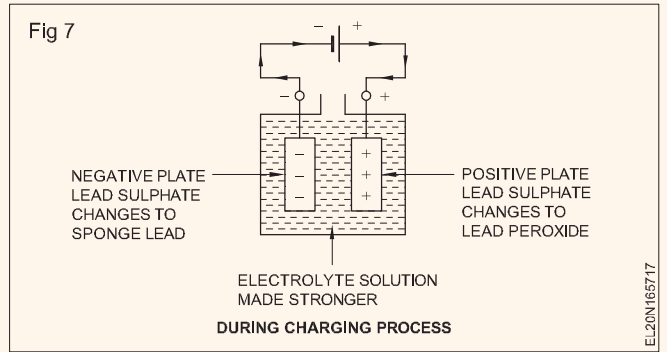 Fig 7
- +
- +
- +
- +
- +
NEGATIVE PLATE
LEAD SULPHATE
CHANGES TO
SPONGE LEAD
POSITIVE PLATE
LEAD SULPHATE
CHANGES TO
LEAD PEROXIDE
ELECTROLYTE SOLUTION
MADE STRONGER
DURING CHARGING PROCESS
EL20N165717